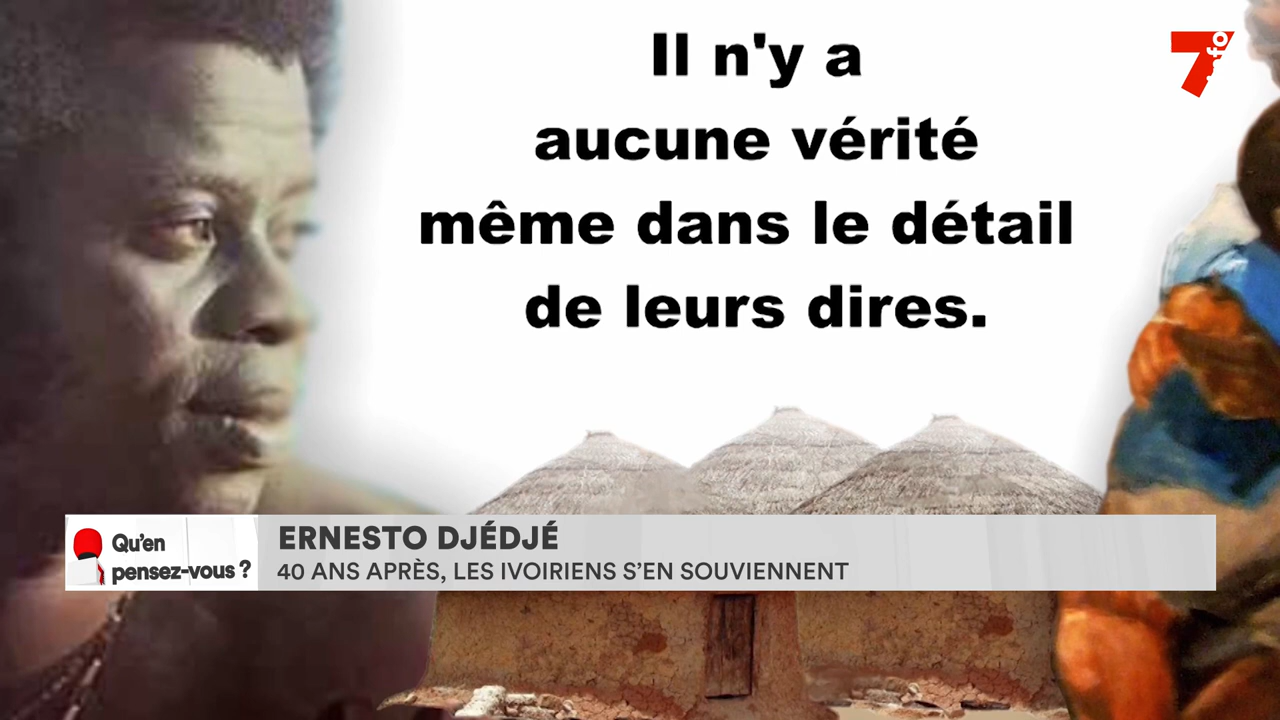 Il n'y a
aucune vérité
même dans le détail
de leurs dires.
7info
Qu'en
pensez-vous ?
ERNESTO DJÉDJÉ
40 ANS APRÈS, LES IVOIRIENS S'EN SOUVIENNENT